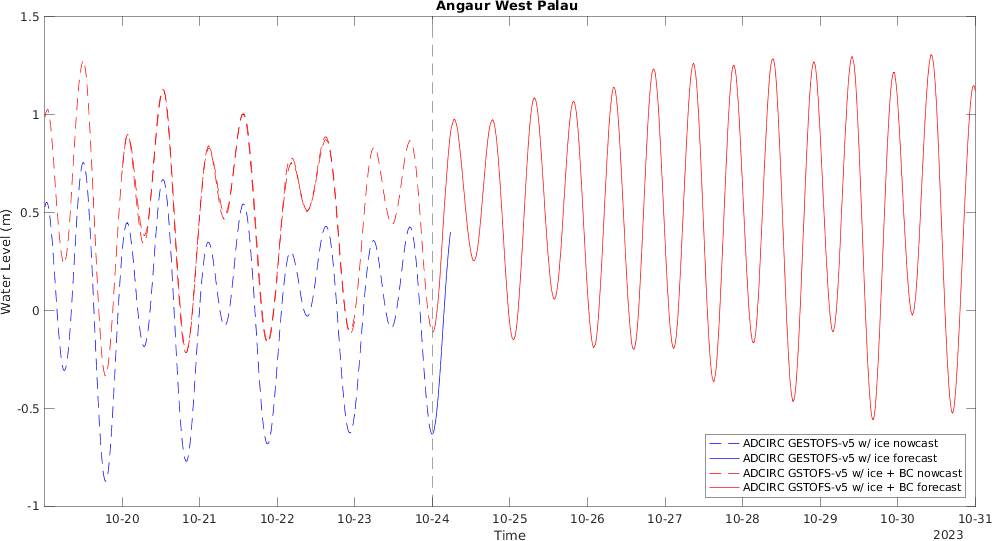 Angaur West Palau
1.5
1
0.5
0
-0.5
-1
Water Level (m)
10-20
10-21
10-22
10-23
10-24
10-25
10-26
10-27
10-28
10-29
10-30
10-31
Time
2023
ADCIRC GESTOFS-v5 w/ ice nowcast
ADCIRC GESTOFS-v5 w/ ice forecast
ADCIRC GSTOFS-v5 w/ ice + BC nowcast
ADCIRC GSTOFS-v5 w/ ice + BC forecast